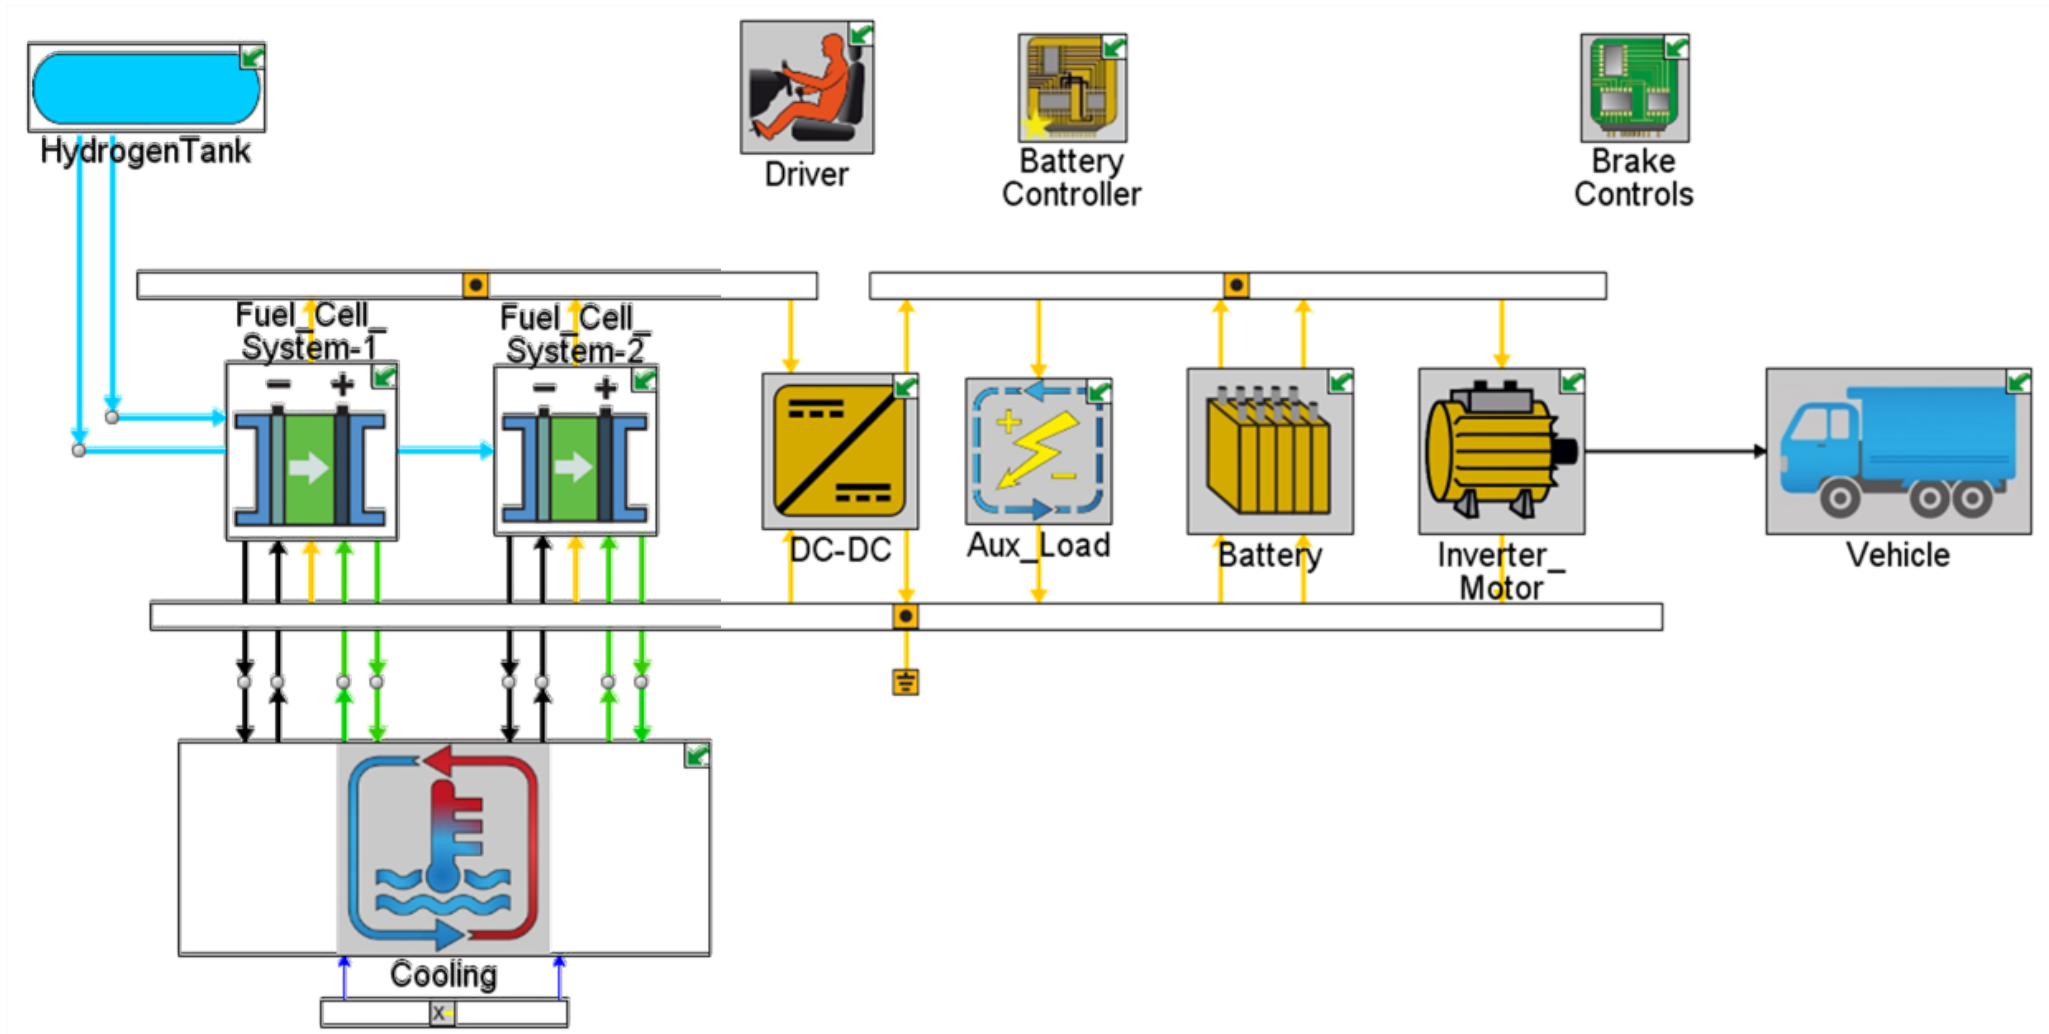 HydrogenTank
Driver
Battery
Controller
Brake
Controls
Fuel_Cell_
System-1
Fuel_Cell_
System-2
DC-DC
Aux_Load
Battery
Inverter_
Motor
Vehicle
Cooling
X